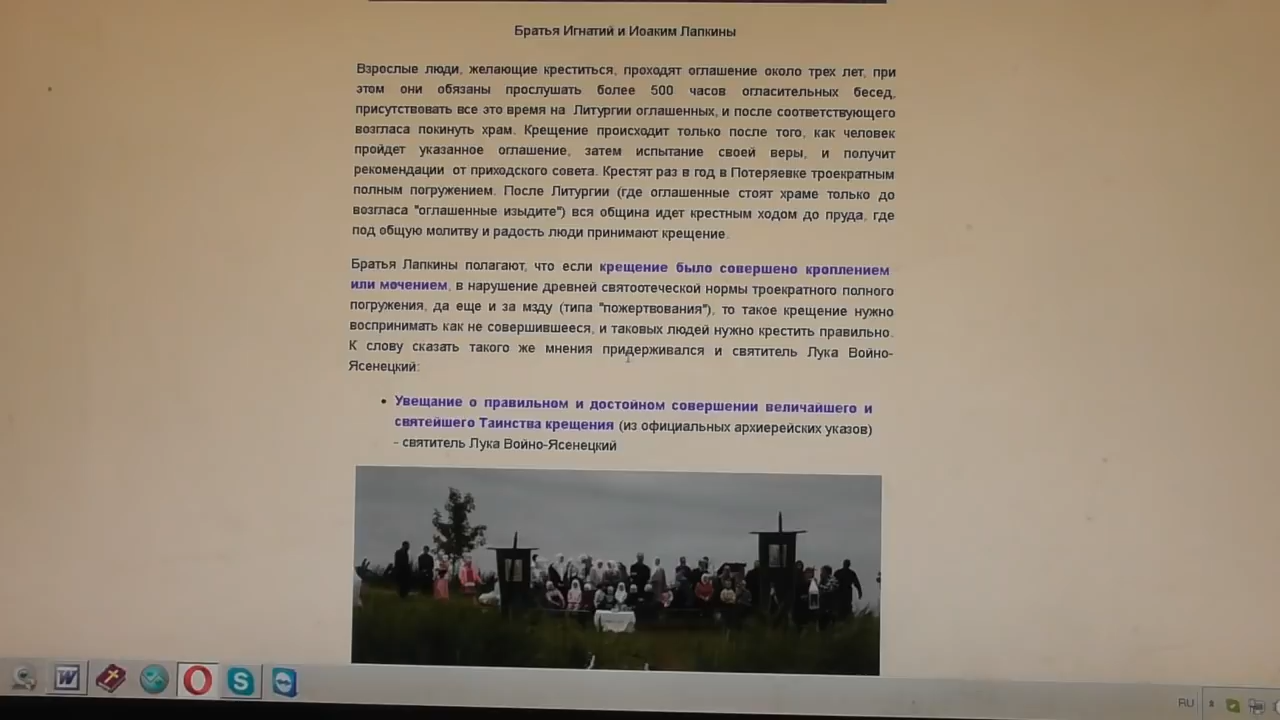 Братья Игнатий и Иоаким Лапкины
Взрослые люди, желающие креститься, проходят оглашение около трех лет, при
этом они обязаны прослушать более 500 часов огласительных бесед,
присутствовать все это время на Литургии оглашенных, и после соответствующего
возгласа покинуть храм. Крещение происходит только после того, как человек
пройдет указанное оглашение, затем испытание своей веры, и получит
рекомендации от приходского совета. Крестят раз в год в Потеряевке троекратным
полным погружением. После Литургии (где оглашенные стоят храме только до
возгласа "оглашенные изыдите") вся община идет крестным ходом до пруда, где
под общую молитву и радость люди принимают крещение.
Братья Лапкины полагают, что если крещение было совершено кроплением
или мочением, в нарушение древней святоотеческой нормы троекратного полного
погружения, да еще и за мзду (типа "пожертвования"), то такое крещение нужно
воспринимать как не совершившееся, и таковых людей нужно крестить правильно.
К слову сказать такого же мнения придерживался и святитель Лука Войно-
Ясенецкий:
• Увещание о правильном и достойном совершении величайшего и
святейшего Таинства крещения (из официальных архиерейских указов)
- святитель Лука Войно-Ясенецкий
W
S
RU